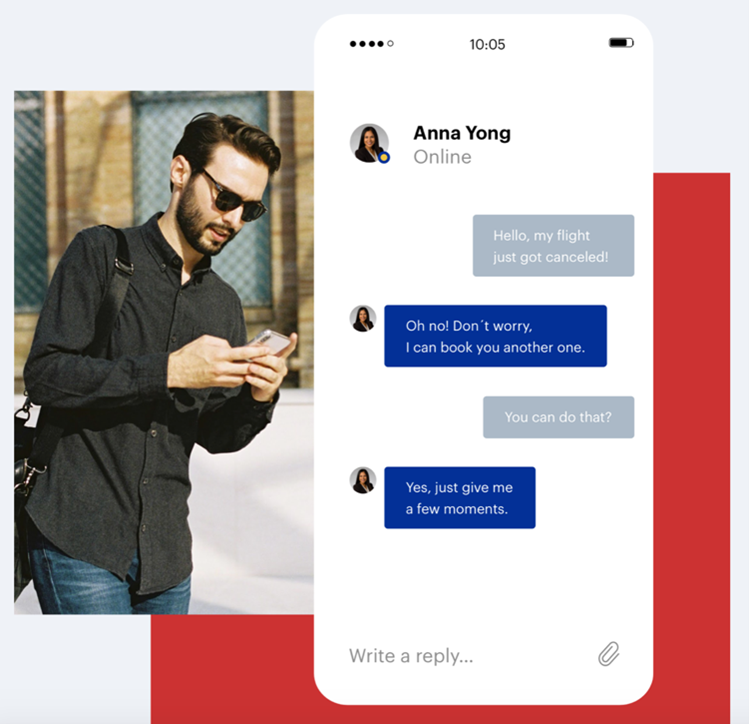 10:05
Anna Yong
Online
Hello, my flight
just got canceled!
Oh no! Don´t worry,
I can book you another one.
You can do that?
Yes, just give me
a few moments.
Write a reply...